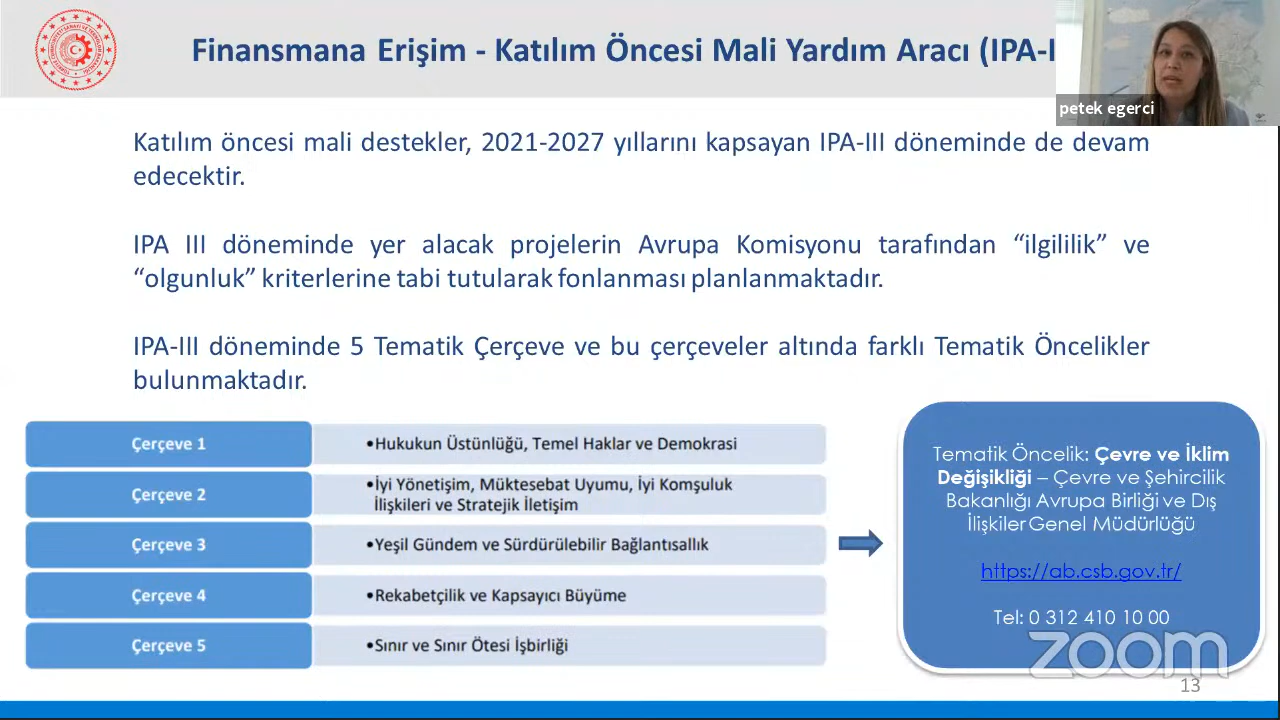 Finansmana Erişim - Katılım Öncesi Mali Yardım Aracı (IPA-I
petek egerci
Katılım öncesi mali destekler, 2021-2027 yıllarını kapsayan IPA-III döneminde de devam
edecektir.
IPA III döneminde yer alacak projelerin Avrupa Komisyonu tarafından “ilgililik” ve
“olgunluk” kriterlerine tabi tutularak fonlanması planlanmaktadır.
IPA-III döneminde 5 Tematik Çerçeve ve bu çerçeveler altında farklı Tematik Öncelikler
bulunmaktadır.
Çerçeve 1
•Hukukun Üstünlüğü, Temel Haklar ve Demokrasi
Çerçeve 2
•İyi Yönetişim, Müktesebat Uyumu, İyi Komşuluk
İlişkileri ve Stratejik İletişim
Çerçeve 3
•Yeşil Gündem ve Sürdürülebilir Bağlantısallık
Çerçeve 4
•Rekabetçilik ve Kapsayıcı Büyüme
Çerçeve 5
•Sınır ve Sınır Ötesi İşbirliği
Tematik Öncelik: Çevre ve İklim
Değişikliği – Çevre ve Şehircilik
Bakanlığı Avrupa Birliği ve Dış
İlişkiler Genel Müdürlüğü
https://ab.csb.gov.tr/
Tel: 0 312 410 10 00
zoom
13